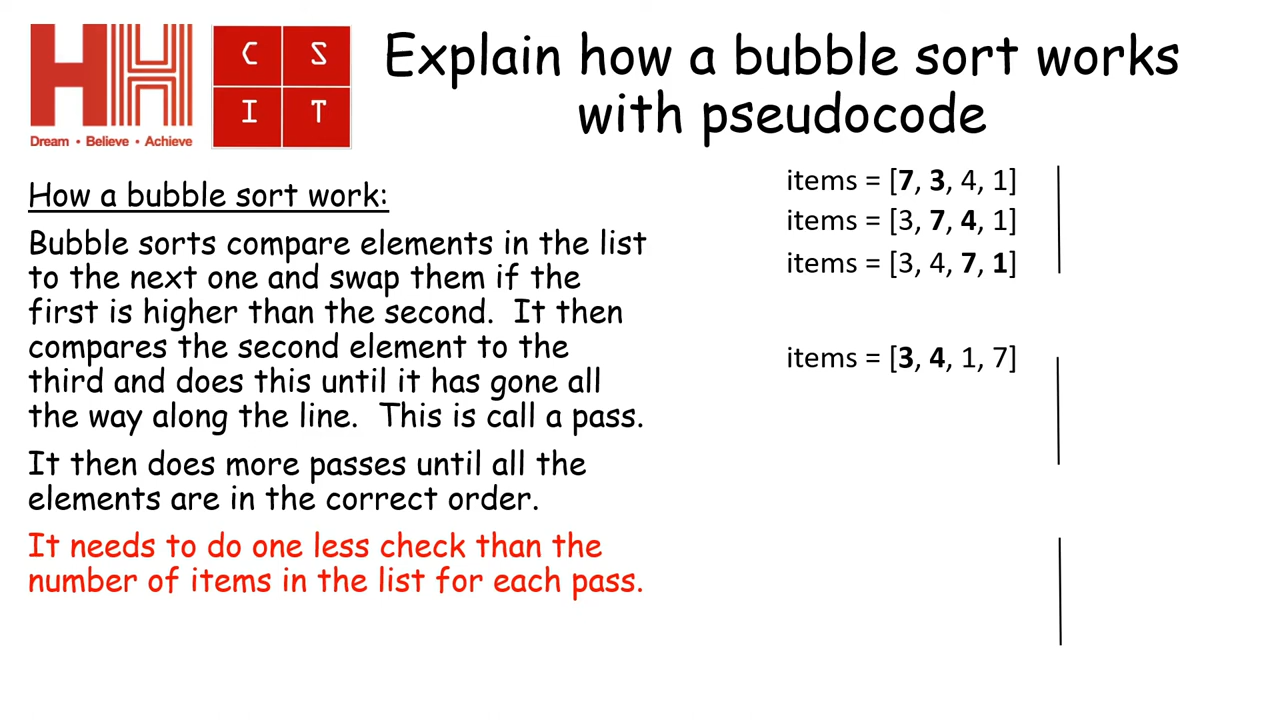 HH
Dream • Believe • Achieve
C S
I T
Explain how a bubble sort works
with pseudocode
How a bubble sort work:
Bubble sorts compare elements in the list
to the next one and swap them if the
first is higher than the second.  It then
compares the second element to the
third and does this until it has gone all
the way along the line.  This is call a pass.
It then does more passes until all the
elements are in the correct order.
It needs to do one less check than the
number of items in the list for each pass.
items = [7, 3, 4, 1]
items = [3, 7, 4, 1]
items = [3, 4, 7, 1]
items = [3, 4, 1, 7]